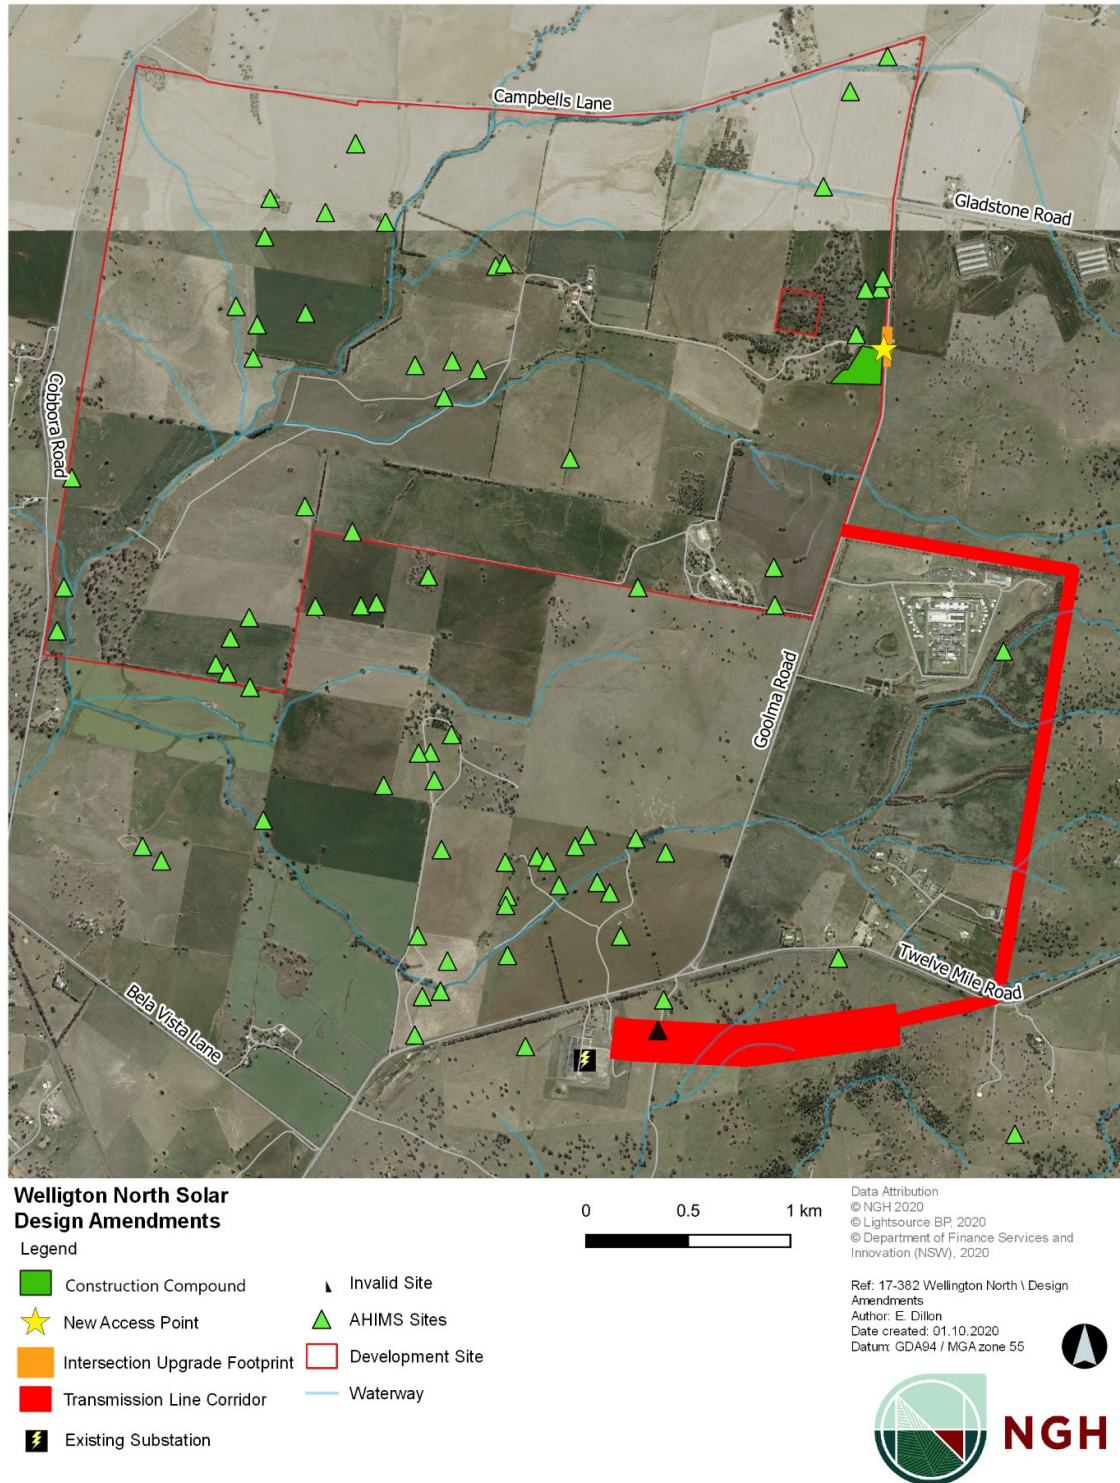 Campbells Lane
Gladstone Road
Cobbora Road
Goolma Road
Twelve Mile Road
Bela Vista Lane
Welligton North Solar
Design Amendments
Legend
Construction Compound
New Access Point
Intersection Upgrade Footprint
Transmission Line Corridor
Existing Substation
Invalid Site
AHIMS Sites
Development Site
Waterway
0 0.5 1 km
Data Attribution
© NGH 2020
© Lightsource BP, 2020
© Department of Finance Services and
Innovation (NSW), 2020
Ref: 17-382 Wellington North \ Design
Amendments
Author: E. Dillon
Date created: 01.10.2020
Datum: GDA94 / MGA zone 55
NGH